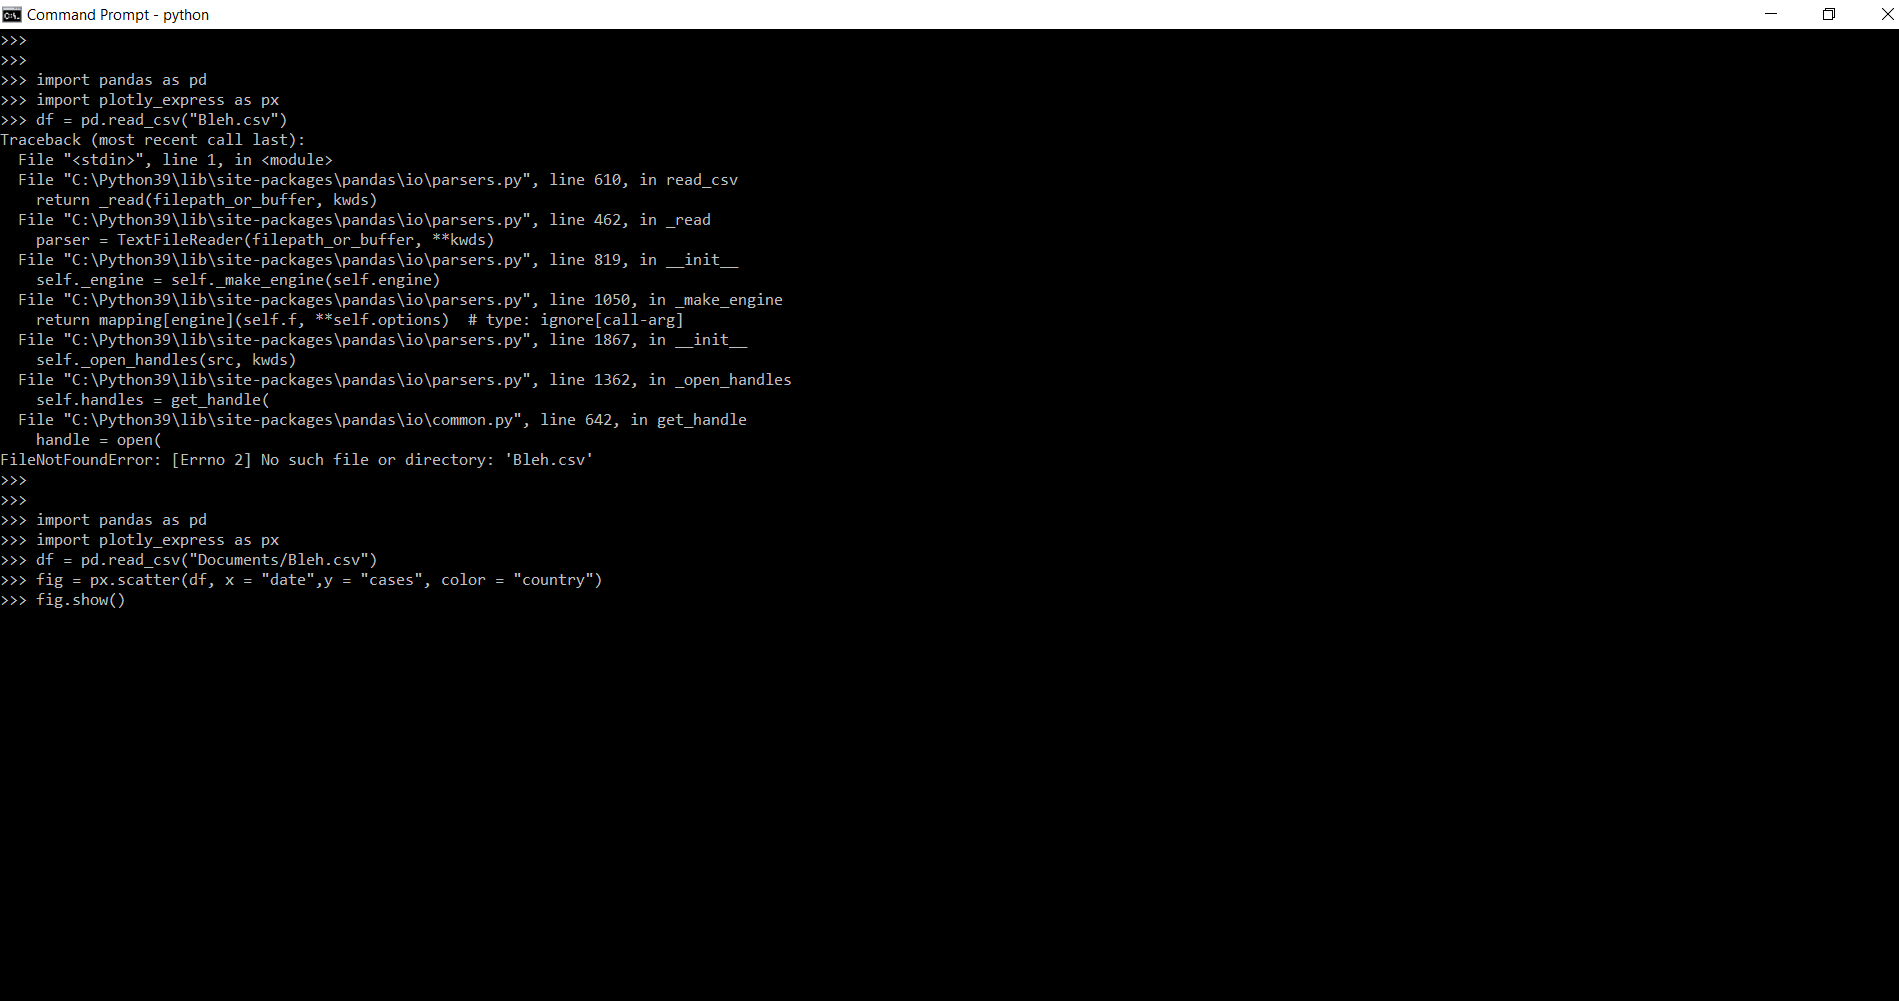 Command Prompt - python
>>>
>>>
>>> import pandas as pd
>>> import plotly_express as px
>>> df = pd.read_csv("Bleh.csv")
Traceback (most recent call last):
  File "<stdin>", line 1, in <module>
  File "C:\Python39\lib\site-packages\pandas\io\parsers.py", line 610, in read_csv
    return _read(filepath_or_buffer, kwds)
  File "C:\Python39\lib\site-packages\pandas\io\parsers.py", line 462, in _read
    parser = TextFileReader(filepath_or_buffer, **kwds)
  File "C:\Python39\lib\site-packages\pandas\io\parsers.py", line 819, in __init__
    self._engine = self._make_engine(self.engine)
  File "C:\Python39\lib\site-packages\pandas\io\parsers.py", line 1050, in _make_engine
    return mapping[engine](self.f, **self.options)  # type: ignore[call-arg]
  File "C:\Python39\lib\site-packages\pandas\io\parsers.py", line 1867, in __init__
    self._open_handles(src, kwds)
  File "C:\Python39\lib\site-packages\pandas\io\parsers.py", line 1362, in _open_handles
    self.handles = get_handle(
  File "C:\Python39\lib\site-packages\pandas\io\common.py", line 642, in get_handle
    handle = open(
FileNotFoundError: [Errno 2] No such file or directory: 'Bleh.csv'
>>>
>>>
>>> import pandas as pd
>>> import plotly_express as px
>>> df = pd.read_csv("Documents/Bleh.csv")
>>> fig = px.scatter(df, x = "date",y = "cases", color = "country")
>>> fig.show()